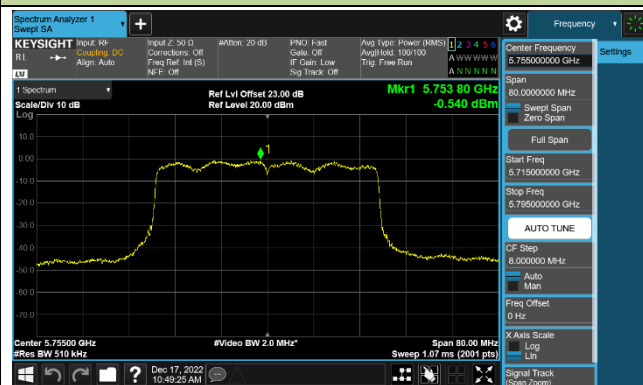 Spectrum Analyzer 1
Swept SA
Frequency
KEYSIGHT
Input: RF
Input Z: 50 Ω
#Atten: 20 dB
PNO: Fast
Avg Type: Power (RMS)
1 2 3 4 5 6
RL
Coupling: DC
Corrections: Off
Gate: Off
Avg|Hold: 100/100
A W W W W W
Align: Auto
Freq Ref: Int (S)
IF Gain: Low
Trig: Free Run
LXI
NFE: Off
Sig Track: Off
A N N N N N
1 Spectrum
Scale/Div 10 dB
Log
Ref Lvl Offset 23.00 dB
Ref Level 20.00 dBm
Mkr1 5.753 80 GHz
-0.540 dBm
10.0
0.00
-10.0
-20.0
-30.0
-40.0
-50.0
-60.0
-70.0
1
Center 5.75500 GHz
#Video BW 2.0 MHz*
Span 80.00 MHz
#Res BW 510 kHz
Sweep 1.07 ms (2001 pts)
Dec 17, 2022
10:49:25 AM
?
Settings
Center Frequency
5.755000000 GHz
Span
80.0000000 MHz
Swept Span
Zero Span
Full Span
Start Freq
5.715000000 GHz
Stop Freq
5.795000000 GHz
AUTO TUNE
CF Step
8.000000 MHz
Auto
Man
Freq Offset
0 Hz
X Axis Scale
Log
Lin
Signal Track
(Span Zoom)